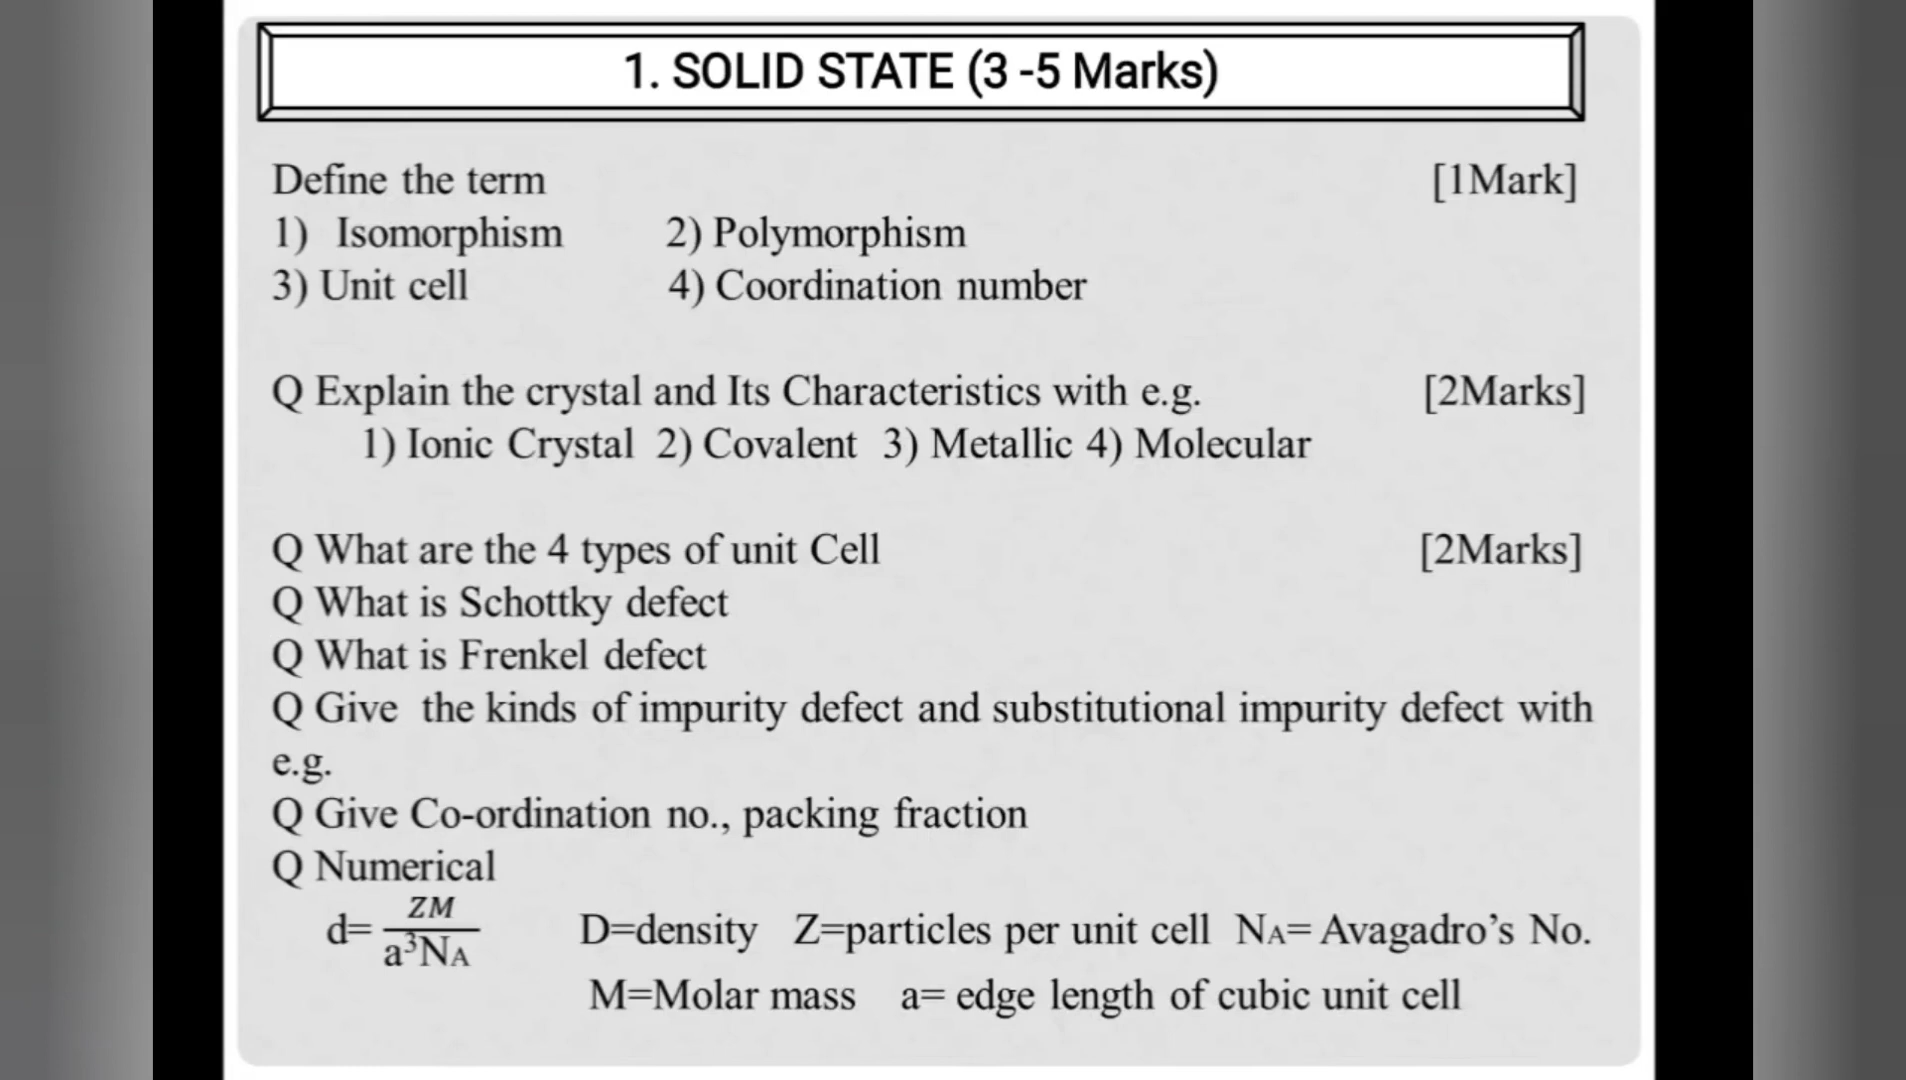 1. SOLID STATE (3 -5 Marks)
Define the term [1Mark]
1) Isomorphism 2) Polymorphism
3) Unit cell 4) Coordination number
Q Explain the crystal and Its Characteristics with e.g. [2Marks]
1) Ionic Crystal 2) Covalent 3) Metallic 4) Molecular
Q What are the 4 types of unit Cell [2Marks]
Q What is Schottky defect
Q What is Frenkel defect
Q Give the kinds of impurity defect and substitutional impurity defect with
e.g.
Q Give Co-ordination no., packing fraction
Q Numerical
d= ZM / a³NA D=density Z=particles per unit cell NA= Avagadro's No.
M=Molar mass a= edge length of cubic unit cell